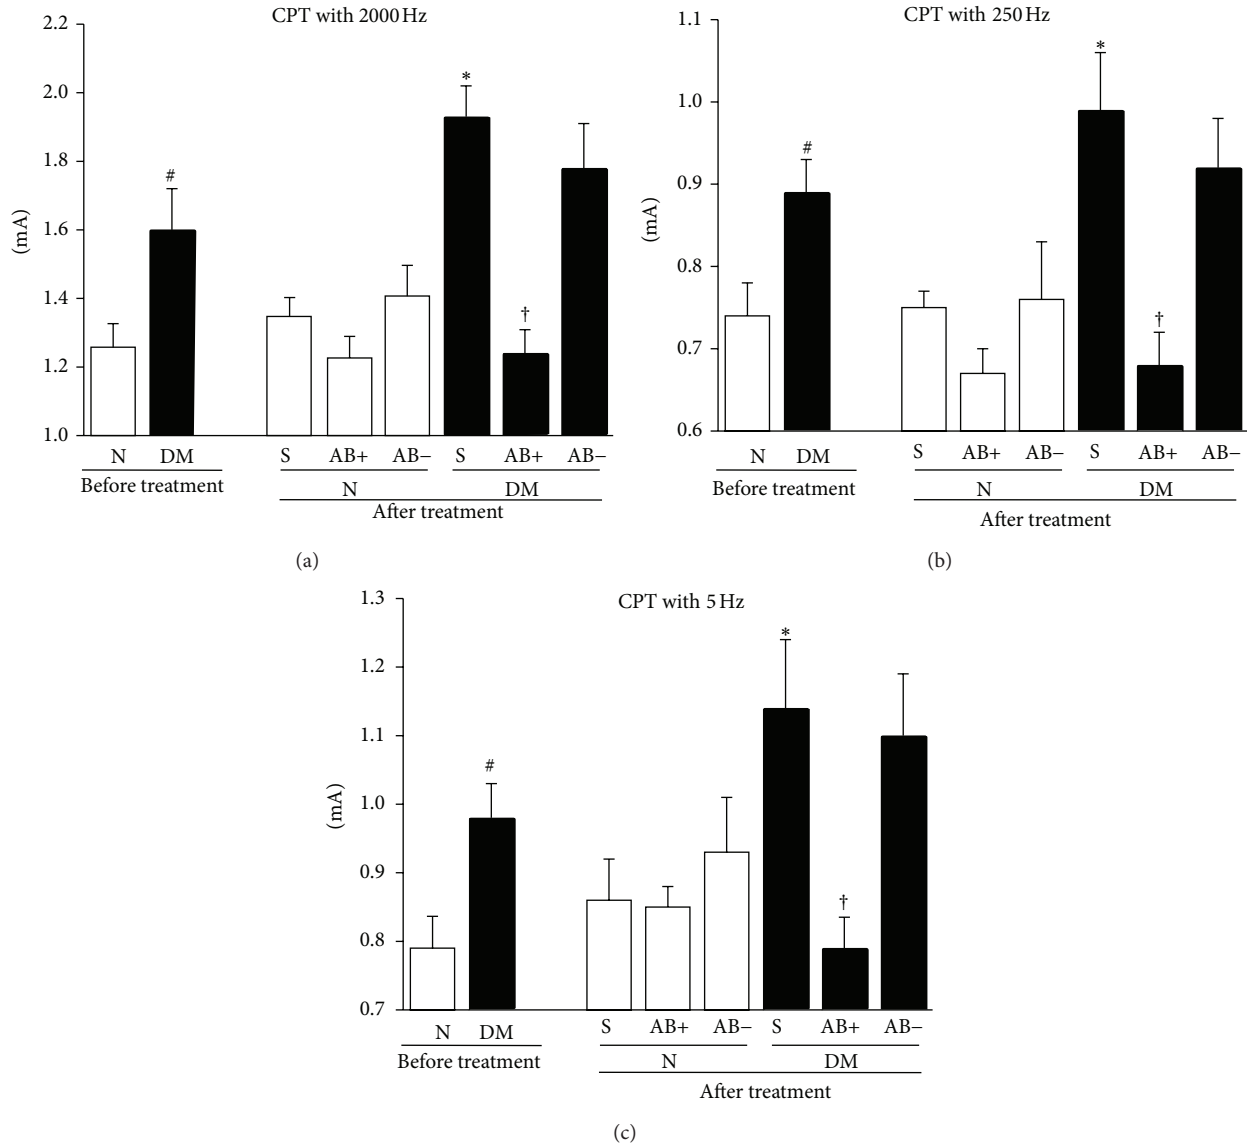 CPT with 2000 Hz
2.2
2.0
1.8
1.6
1.4
1.2
1.0
(mA)
#
*
†
N DM S AB+ AB− S AB+ AB−
Before treatment N DM
After treatment
(a)
CPT with 250 Hz
1.1
1.0
0.9
0.8
0.7
0.6
(mA)
#
*
†
N DM S AB+ AB− S AB+ AB−
Before treatment N DM
After treatment
(b)
CPT with 5 Hz
1.3
1.2
1.1
1.0
0.9
0.8
0.7
(mA)
#
*
†
N DM S AB+ AB− S AB+ AB−
Before treatment N DM
After treatment
(c)